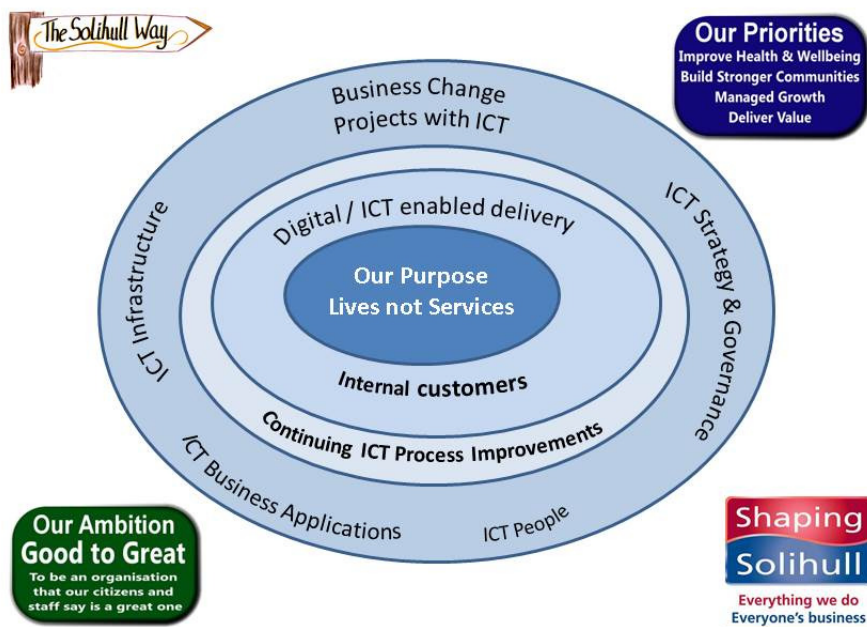 The Solihull Way
Our Priorities
Improve Health & Wellbeing
Build Stronger Communities
Managed Growth
Deliver Value
Business Change
Projects with ICT
ICT Infrastructure
ICT Strategy & Governance
Digital / ICT enabled delivery
Our Purpose
Lives not Services
Internal customers
Continuing ICT Process Improvements
ICT Business Applications
ICT People
Our Ambition
Good to Great
To be an organisation
that our citizens and
staff say is a great one
Shaping
Solihull
Everything we do
Everyone's business